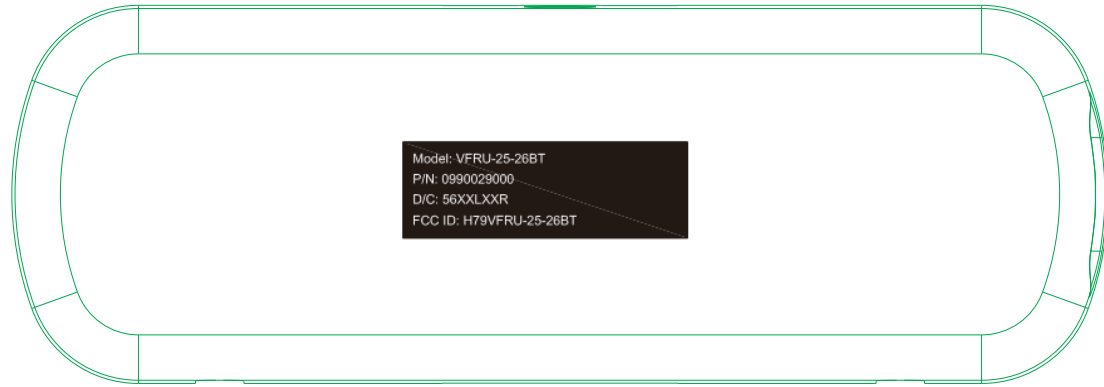 Model: VFRU-25-26BT
P/N: 0990029000
D/C: 56XXLXXR
FCC ID: H79VFRU-25-26BT